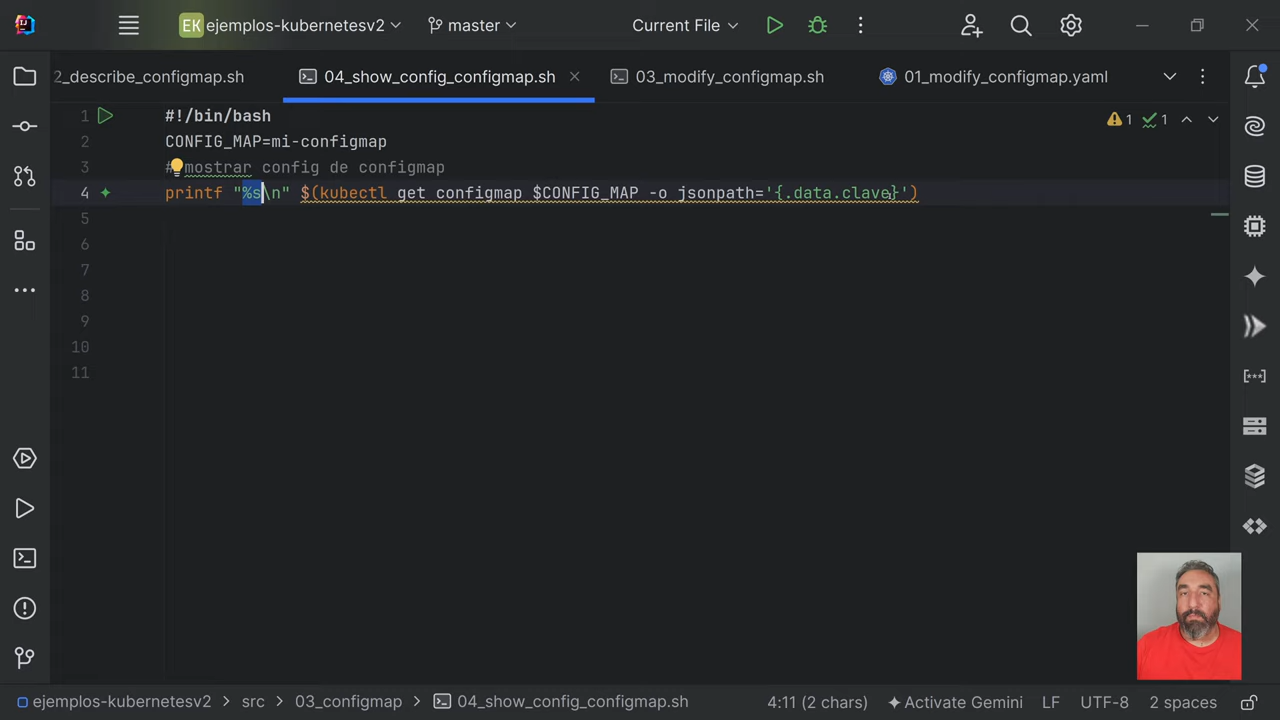 EK ejemplos-kubernetesv2 master Current File
2_describe_configmap.sh 04_show_config_configmap.sh 03_modify_configmap.sh 01_modify_configmap.yaml
1 #!/bin/bash
1 1
2 CONFIG_MAP=mi-configmap
3 # mostrar config de configmap
4 printf "%s\n" $(kubectl get configmap $CONFIG_MAP -o jsonpath='{.data.clave}')
5
6
7
8
9
10
11
ejemplos-kubernetesv2 > src > 03_configmap > 04_show_config_configmap.sh 4:11 (2 chars) Activate Gemini LF UTF-8 2 spaces